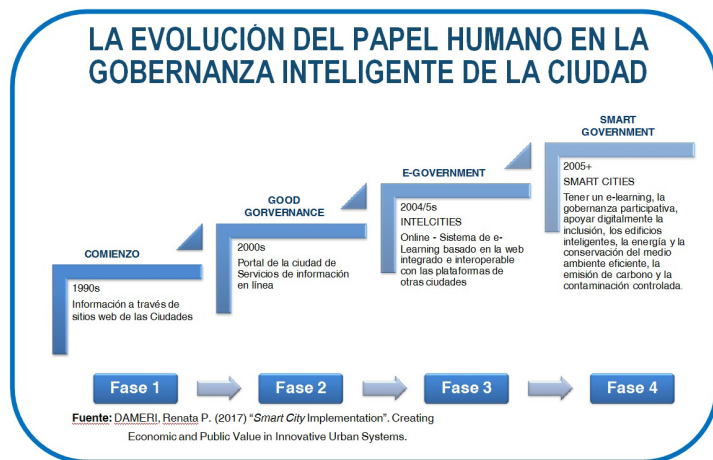 LA EVOLUCIÓN DEL PAPEL HUMANO EN LA
GOBERNANZA INTELIGENTE DE LA CIUDAD
COMIENZO
1990s
Información a través de
sitios web de las Ciudades
GOOD
GORVERNANCE
2000s
Portal de la ciudad de
Servicios de información
en línea
E-GOVERNMENT
2004/5s
INTELCITIES
Online - Sistema de e-
Learning basado en la web
integrado e interoperable
con las plataformas de
otras ciudades
SMART
GOVERNMENT
2005+
SMART CITIES
Tener un e-learning, la
gobernanza participativa,
apoyar digitalmente la
inclusión, los edificios
inteligentes, la energía y la
conservación del medio
ambiente eficiente, la
emisión de carbono y la
contaminación controlada.
Fase 1
Fase 2
Fase 3
Fase 4
Fuente: DAMERI, Renata P. (2017) “Smart City Implementation”. Creating
Economic and Public Value in Innovative Urban Systems.